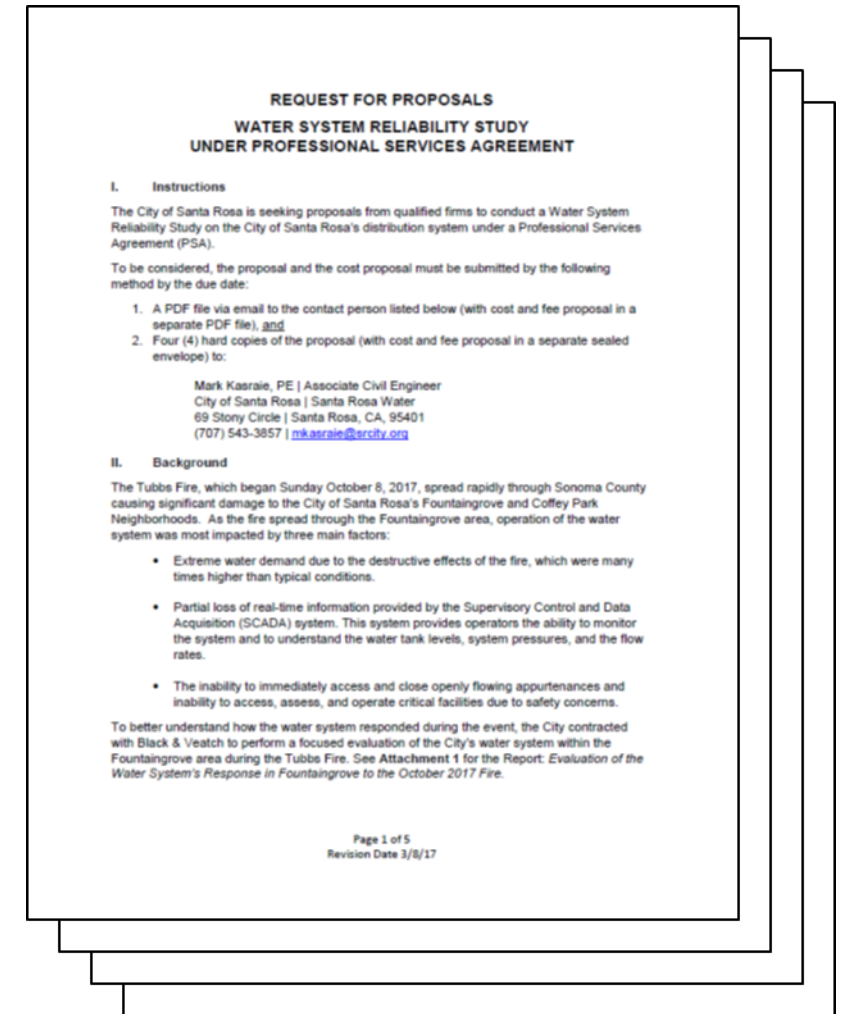 REQUEST FOR PROPOSALS
WATER SYSTEM RELIABILITY STUDY
UNDER PROFESSIONAL SERVICES AGREEMENT
I. Instructions
The City of Santa Rosa is seeking proposals from qualified firms to conduct a Water System
Reliability Study on the City of Santa Rosa's distribution system under a Professional Services
Agreement (PSA).
To be considered, the proposal and the cost proposal must be submitted by the following
method by the due date:
1. A PDF file via email to the contact person listed below (with cost and fee proposal in a
separate PDF file), and
2. Four (4) hard copies of the proposal (with cost and fee proposal in a separate sealed
envelope) to:
Mark Kasraie, PE | Associate Civil Engineer
City of Santa Rosa | Santa Rosa Water
69 Stony Circle | Santa Rosa, CA, 95401
(707) 543-3857 | mkasraie@srcity.org
II. Background
The Tubbs Fire, which began Sunday October 8, 2017, spread rapidly through Sonoma County
causing significant damage to the City of Santa Rosa's Fountaingrove and Coffey Park
Neighborhoods. As the fire spread through the Fountaingrove area, operation of the water
system was most impacted by three main factors:
• Extreme water demand due to the destructive effects of the fire, which were many
times higher than typical conditions.
• Partial loss of real-time information provided by the Supervisory Control and Data
Acquisition (SCADA) system. This system provides operators the ability to monitor
the system and to understand the water tank levels, system pressures, and the flow
rates.
• The inability to immediately access and close openly flowing appurtenances and
inability to access, assess, and operate critical facilities due to safety concerns.
To better understand how the water system responded during the event, the City contracted
with Black & Veatch to perform a focused evaluation of the City's water system within the
Fountaingrove area during the Tubbs Fire. See Attachment 1 for the Report: Evaluation of the
Water System's Response in Fountaingrove to the October 2017 Fire.
Page 1 of 5
Revision Date 3/8/17